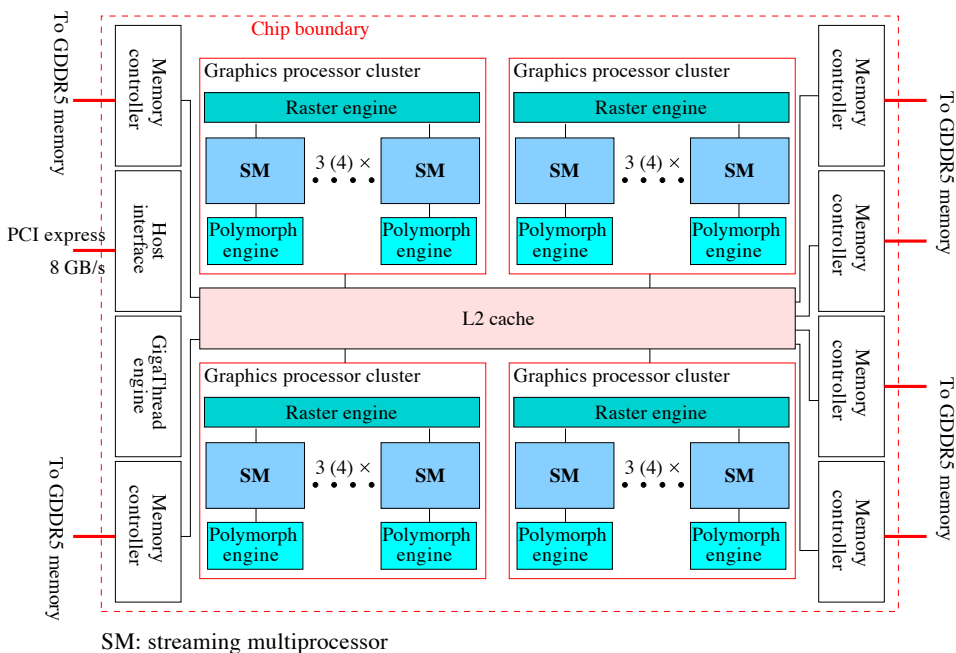 Chip boundary
To GDDR5 memory
Memory
controller
Host
interface
PCI express
8 GB/s
GigaThread
engine
Memory
controller
To GDDR5 memory
Graphics processor cluster
Raster engine
SM
3 (4) ×
SM
Polymorph
engine
Polymorph
engine
Graphics processor cluster
Raster engine
SM
3 (4) ×
SM
Polymorph
engine
Polymorph
engine
L2 cache
Graphics processor cluster
Raster engine
SM
3 (4) ×
SM
Polymorph
engine
Polymorph
engine
Graphics processor cluster
Raster engine
SM
3 (4) ×
SM
Polymorph
engine
Polymorph
engine
Memory
controller
Memory
controller
To GDDR5 memory
Memory
controller
Memory
controller
To GDDR5 memory
SM: streaming multiprocessor